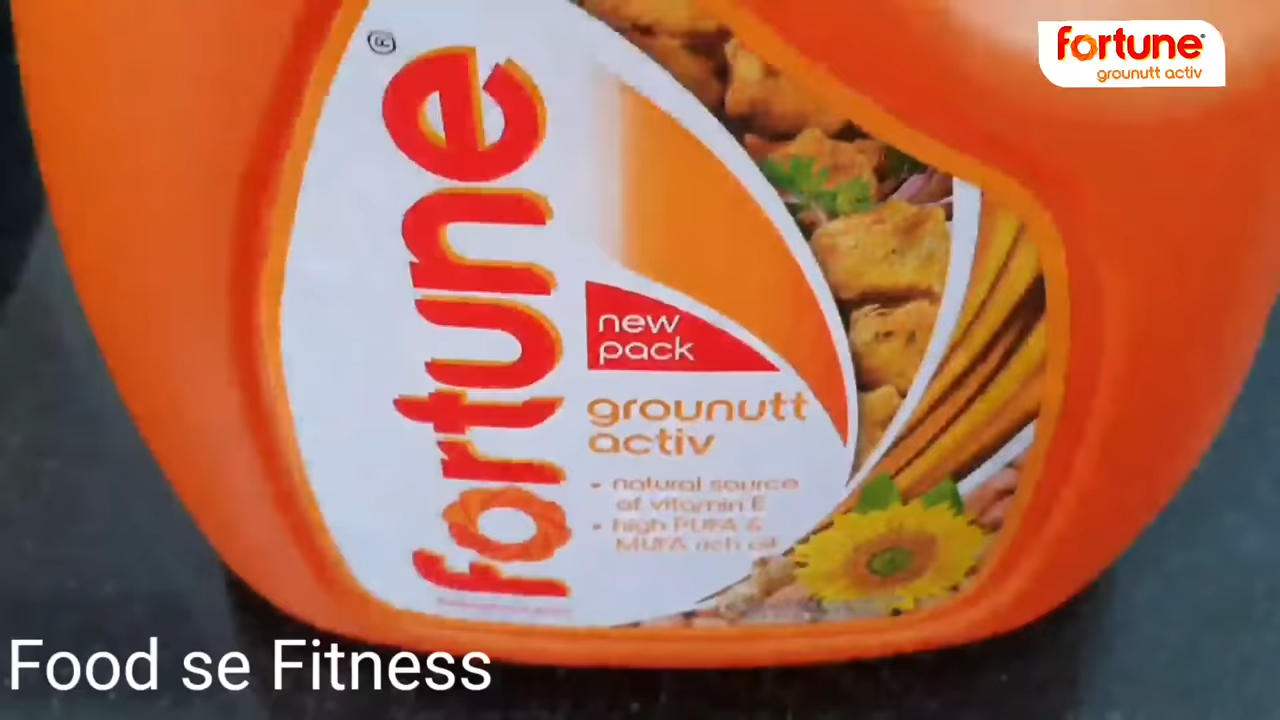 fortune
grounutt activ
fortune
®
new
pack
grounutt
activ
• natural source
of vitamin E
• high PUFA &
MUFA rich oil
Food se Fitness